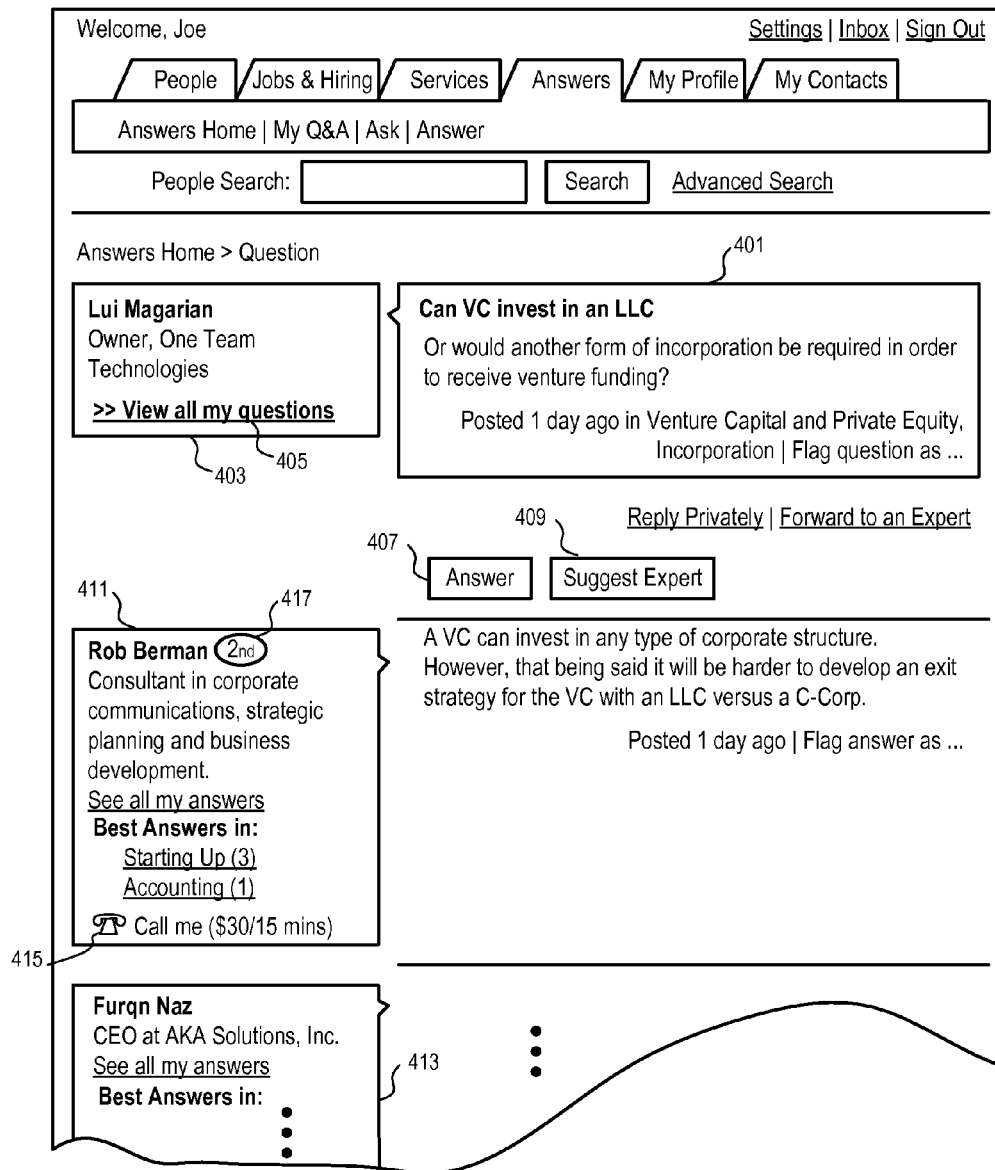 Welcome, Joe
Settings | Inbox | Sign Out
People Jobs & Hiring Services Answers My Profile My Contacts
Answers Home | My Q&A | Ask | Answer
People Search: Search Advanced Search
Answers Home > Question
401
Lui Magarian
Owner, One Team
Technologies
>> View all my questions
403
405
Can VC invest in an LLC
Or would another form of incorporation be required in order
to receive venture funding?
Posted 1 day ago in Venture Capital and Private Equity,
Incorporation | Flag question as ...
Reply Privately | Forward to an Expert
407
409
Answer Suggest Expert
411
417
Rob Berman 2nd
Consultant in corporate
communications, strategic
planning and business
development.
See all my answers
Best Answers in:
Starting Up (3)
Accounting (1)
Call me ($30/15 mins)
415
A VC can invest in any type of corporate structure.
However, that being said it will be harder to develop an exit
strategy for the VC with an LLC versus a C-Corp.
Posted 1 day ago | Flag answer as ...
Furqn Naz
CEO at AKA Solutions, Inc.
See all my answers
Best Answers in:
413